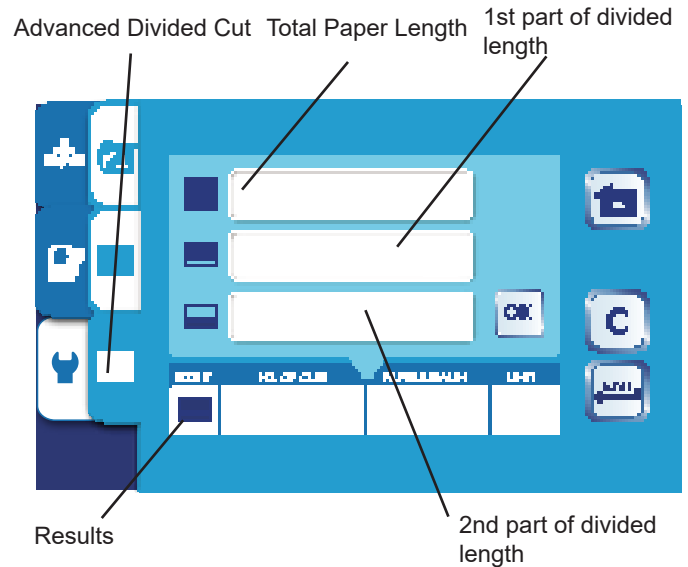 Advanced Divided Cut Total Paper Length 1st part of divided
length
OK
C
Results
2nd part of divided
length